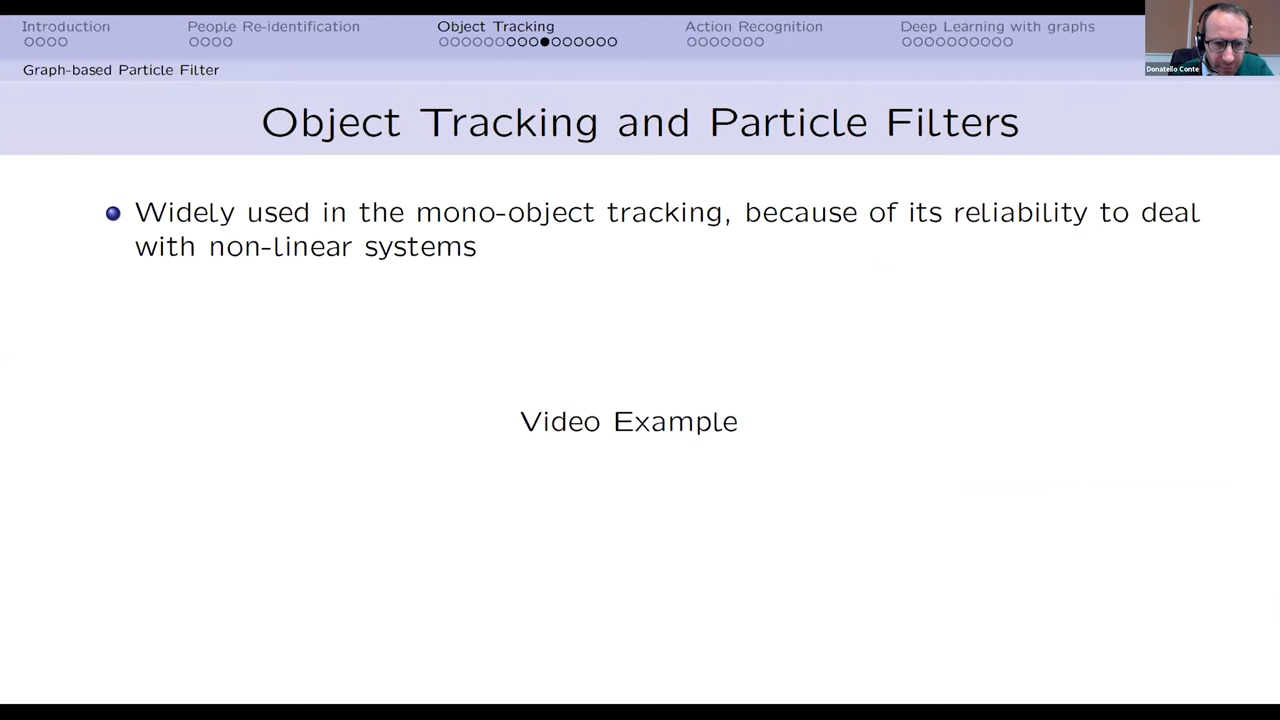 Introduction
People Re-identification
Object Tracking
Action Recognition
Deep Learning with graphs
Donatello Conte
Graph-based Particle Filter
Object Tracking and Particle Filters
Widely used in the mono-object tracking, because of its reliability to deal
with non-linear systems
Video Example